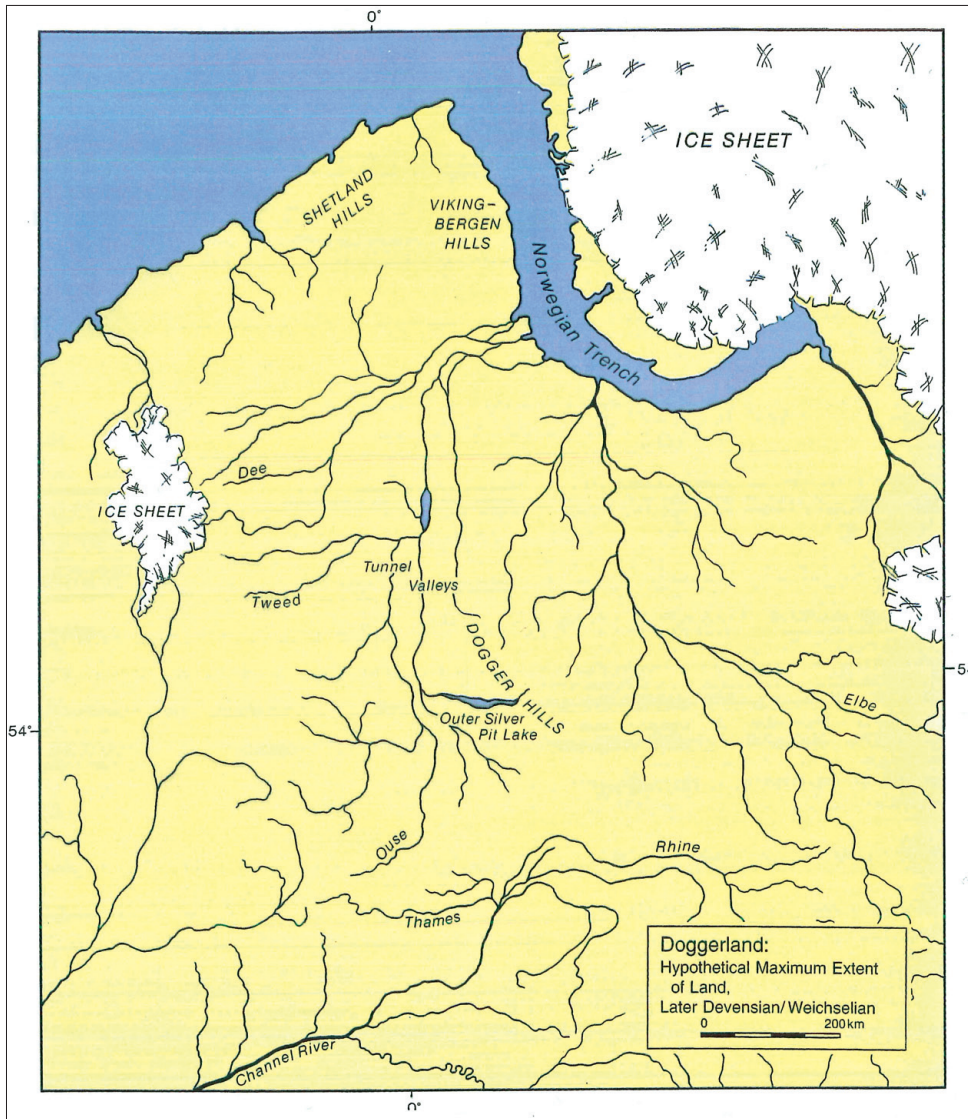 0°
ICE SHEET
SHETLAND
HILLS
VIKING–
BERGEN
HILLS
Norwegian Trench
Dee
ICE SHEET
Tunnel
Valleys
Tweed
DOGGER HILLS
Elbe
54°
5
Outer Silver
Pit Lake
Ouse
Rhine
Thames
Doggerland:
Hypothetical Maximum Extent
of Land,
Later Devensian/Weichselian
0 200km
Channel River
0°